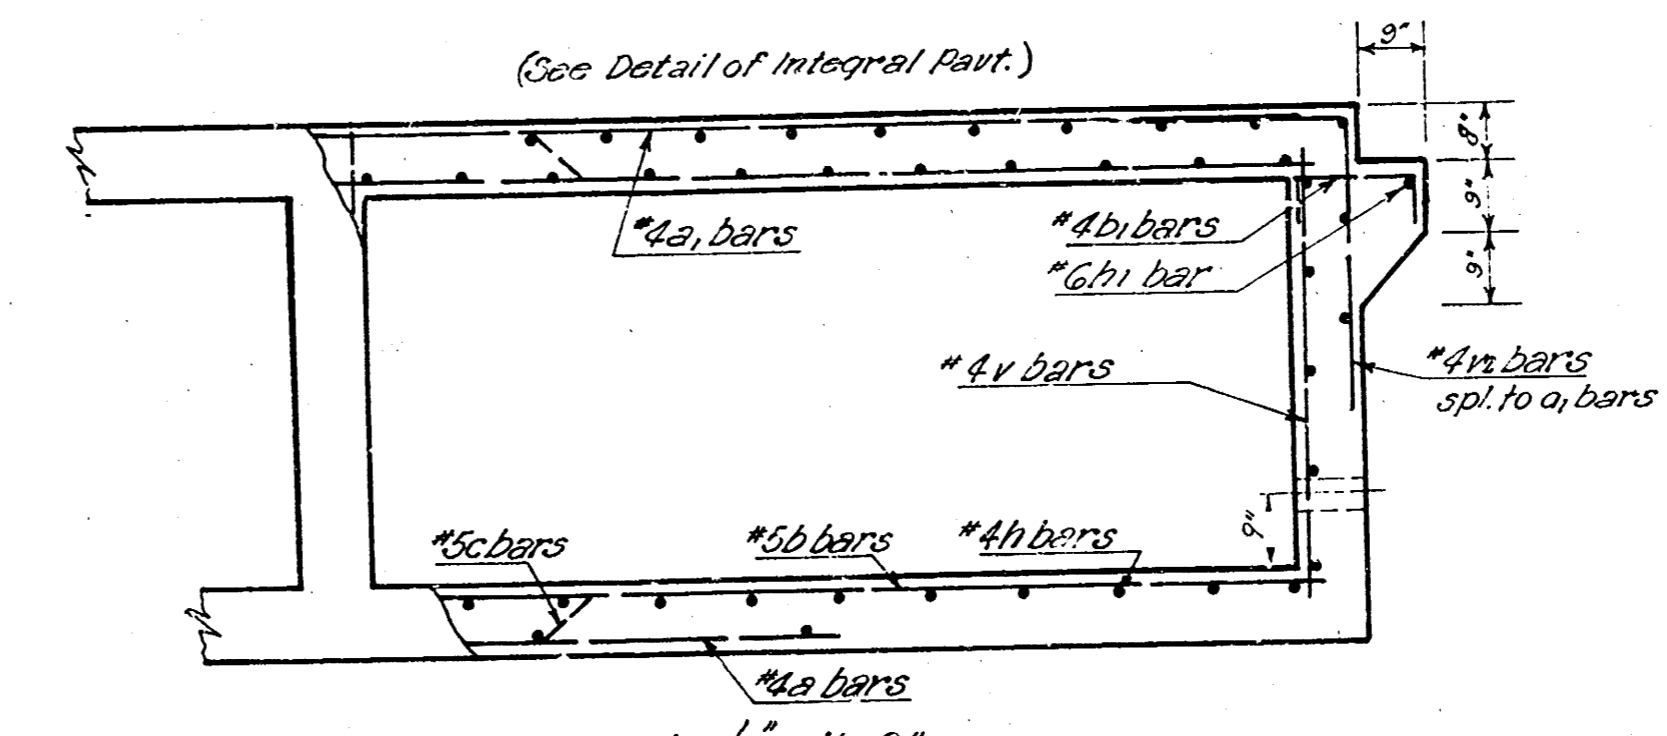 9"
(See Detail of Integral Pavt.)
8"
#4a₁ bars
#4b₁ bars
9"
#6h1 bar
9"
#4v bars
#4v2 bars
spl. to a₁ bars
9"
#5c bars
#5b bars
#4h bars
#4a bars